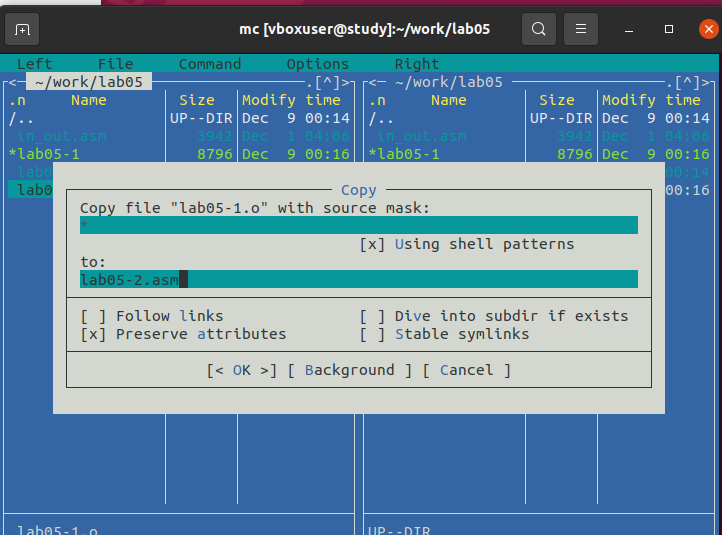 mc [vboxuser@study]:~/work/lab05
Left File Command Options Right
<— ~/work/lab05 .[^]> <— ~/work/lab05 .[^]>
.n Name Size Modify time .n Name Size Modify time
/.. UP--DIR Dec 9 00:14 /.. UP--DIR Dec 9 00:14
in_out.asm 3942 Dec 1 04:06 in_out.asm 3942 Dec 1 04:06
*lab05-1 8796 Dec 9 00:16 *lab05-1 8796 Dec 9 00:16
lab0 00:14
lab0 00:16
Copy
Copy file "lab05-1.o" with source mask:
*
[x] Using shell patterns
to:
lab05-2.asm
[ ] Follow links [ ] Dive into subdir if exists
[x] Preserve attributes [ ] Stable symlinks
[< OK >] [ Background ] [ Cancel ]
lab05-1.o UP--DIR